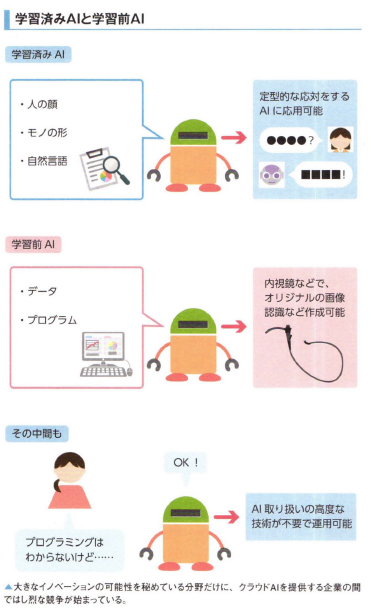 学習済みAIと学習前AI
学習済み AI
・人の顔
・モノの形
・自然言語
定型的な応対をする
AI に応用可能
●●●●?
■■■■!
学習前 AI
・データ
・プログラム
内視鏡などで、
オリジナルの画像
認識など作成可能
その中間も
OK !
プログラミングは
わからないけど……
AI 取り扱いの高度な
技術が不要で運用可能
▲大きなイノベーションの可能性を秘めている分野だけに、クラウドAIを提供する企業の間
ではし烈な競争が始まっている。